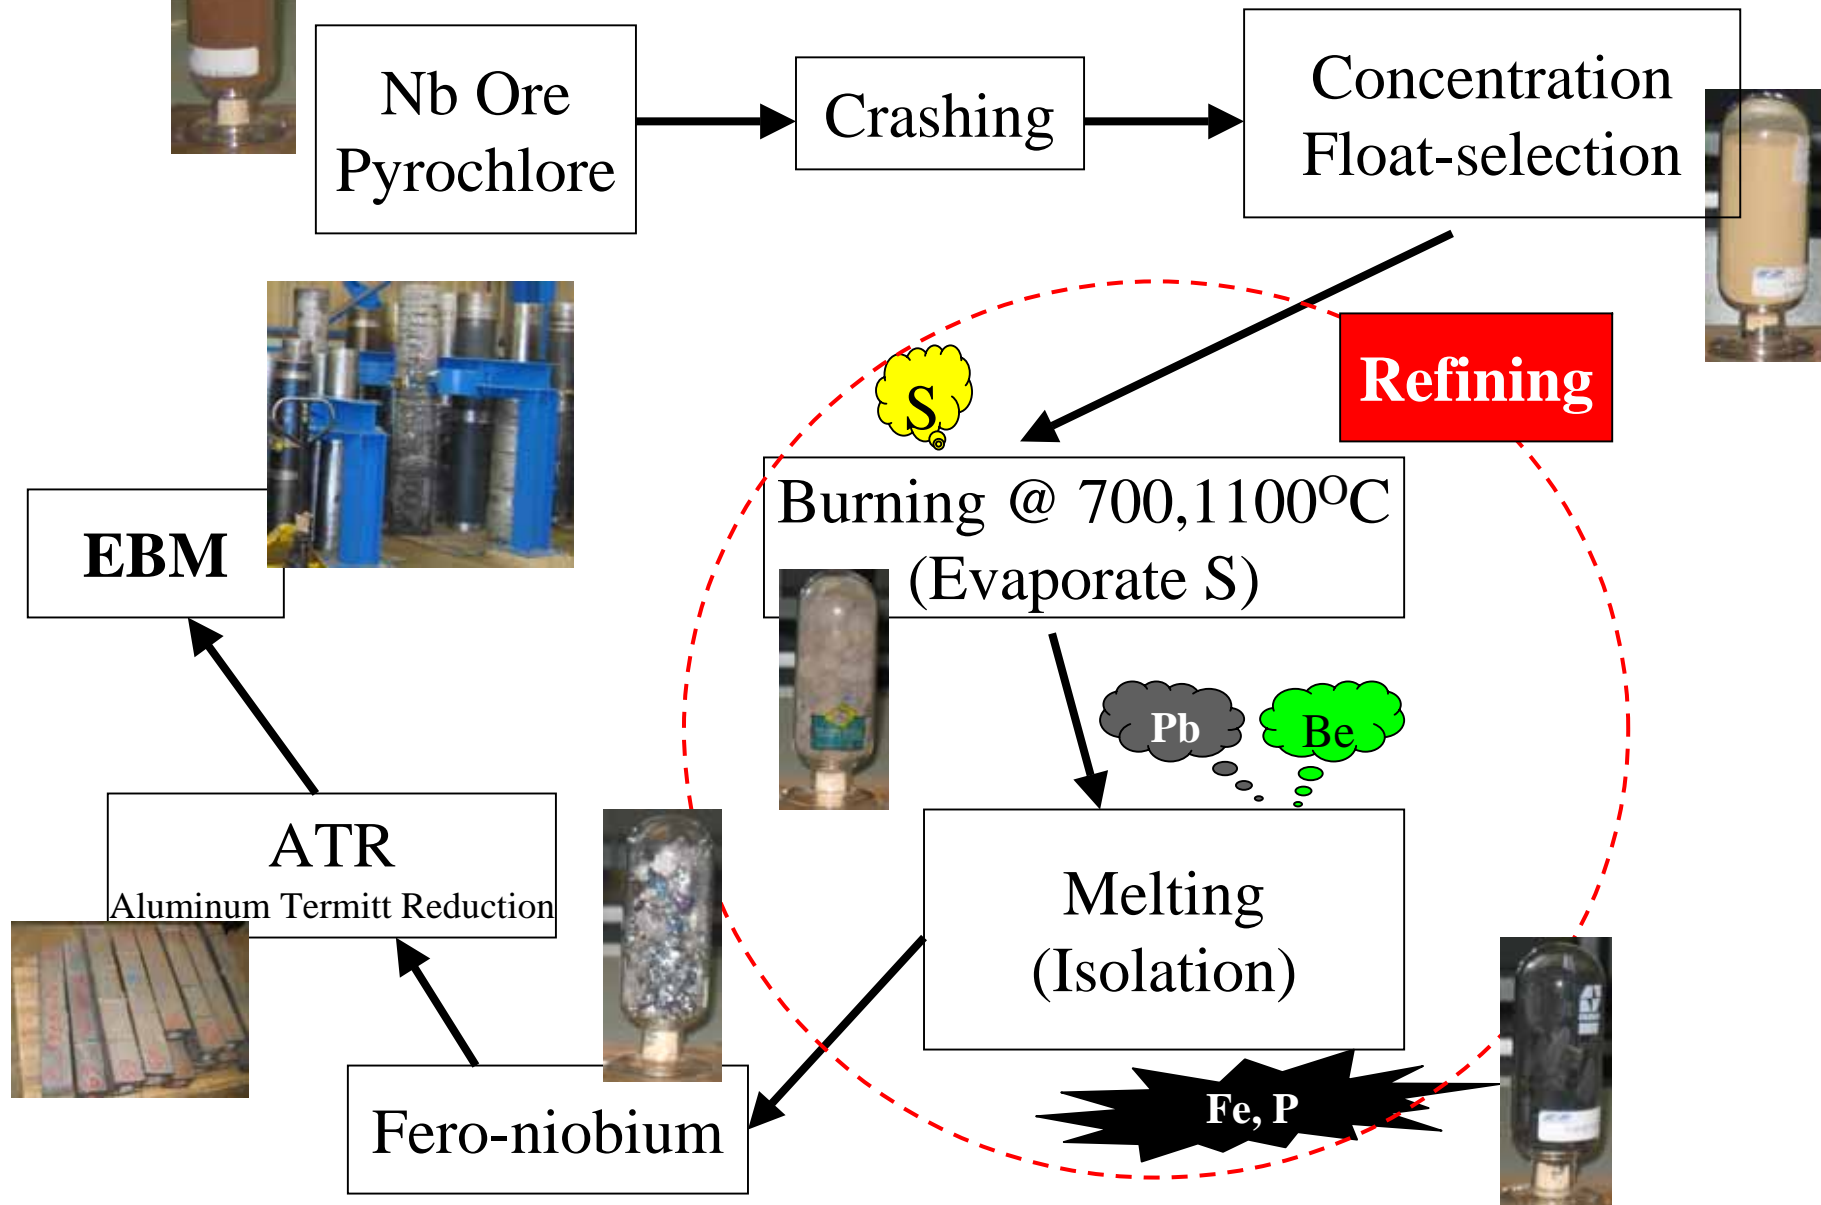 Nb Ore
Pyrochlore
Crashing
Concentration
Float-selection
Refining
S
Burning @ 700,1100ᴼC
(Evaporate S)
EBM
Pb
Be
ATR
Aluminum Termitt Reduction
Melting
(Isolation)
Fe, P
Fero-niobium